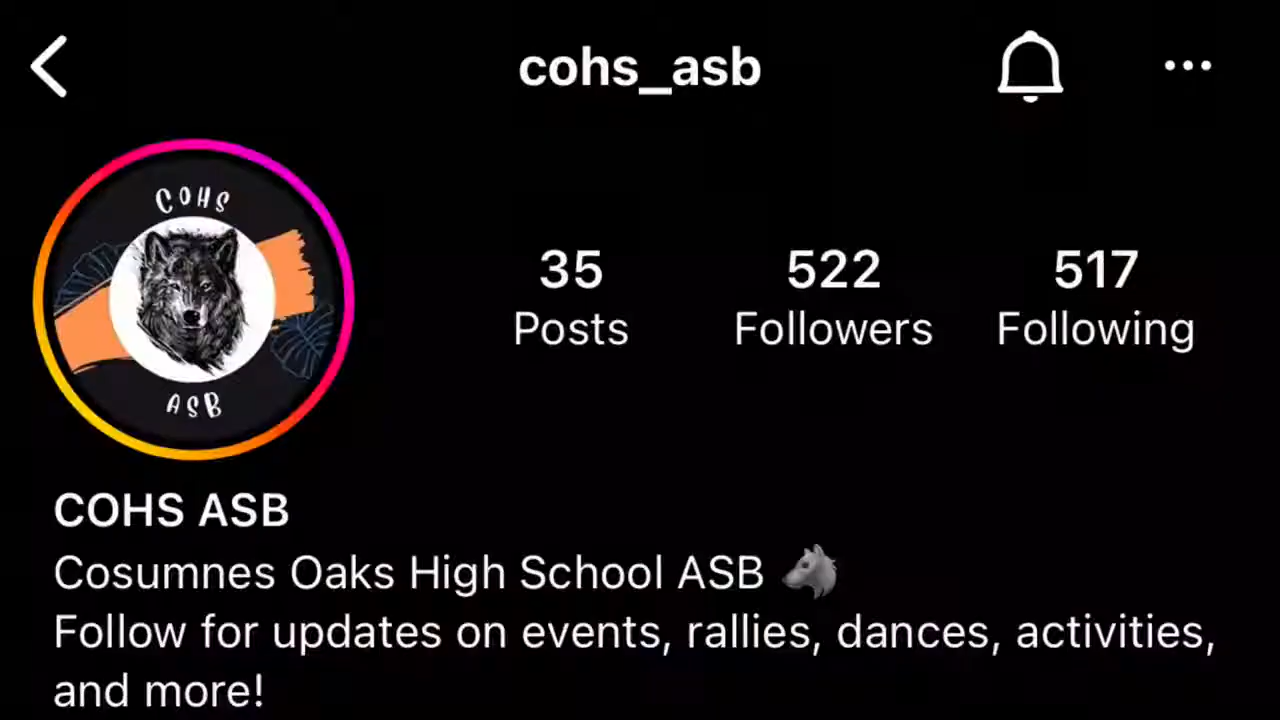 cohs_asb
COHS
ASB
35 522 517
Posts Followers Following
COHS ASB
Cosumnes Oaks High School ASB 🐺
Follow for updates on events, rallies, dances, activities,
and more!